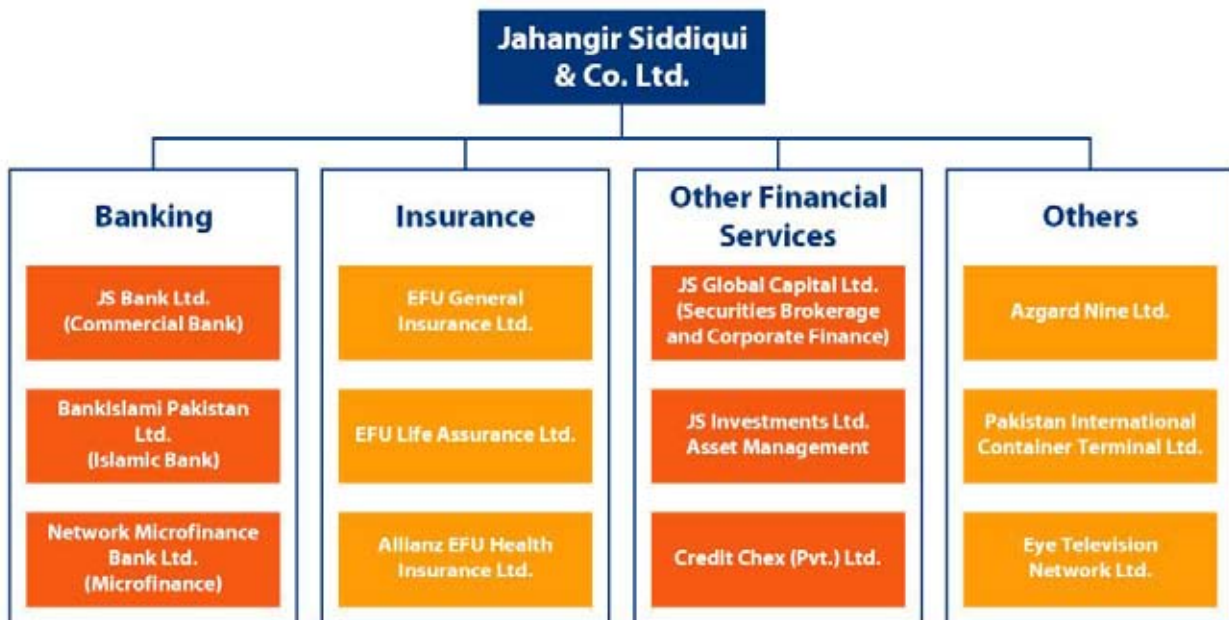 Jahangir Siddiqui
& Co. Ltd.
Banking
JS Bank Ltd.
(Commercial Bank)
BankIslami Pakistan
Ltd.
(Islamic Bank)
Network Microfinance
Bank Ltd.
(Microfinance)
Insurance
EFU General
Insurance Ltd.
EFU Life Assurance Ltd.
Allianz EFU Health
Insurance Ltd.
Other Financial
Services
JS Global Capital Ltd.
(Securities Brokerage
and Corporate Finance)
JS Investments Ltd.
Asset Management
Credit Chex (Pvt.) Ltd.
Others
Azgard Nine Ltd.
Pakistan International
Container Terminal Ltd.
Eye Television
Network Ltd.